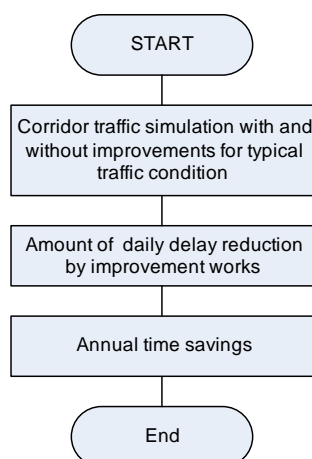 START
Corridor traffic simulation with and
without improvements for typical
traffic condition
Amount of daily delay reduction
by improvement works
Annual time savings
End